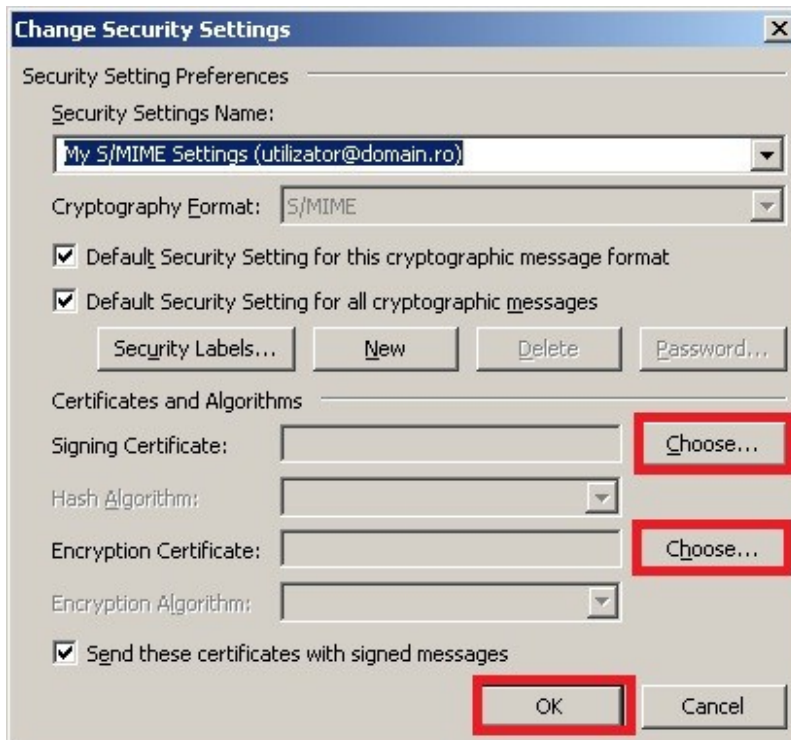 Change Security Settings
Security Setting Preferences
Security Settings Name:
My S/MIME Settings (utilizator@domain.ro)
Cryptography Format: S/MIME
Default Security Setting for this cryptographic message format
Default Security Setting for all cryptographic messages
Security Labels... New Delete Password...
Certificates and Algorithms
Signing Certificate: Choose...
Hash Algorithm:
Encryption Certificate: Choose...
Encryption Algorithm:
Send these certificates with signed messages
OK Cancel